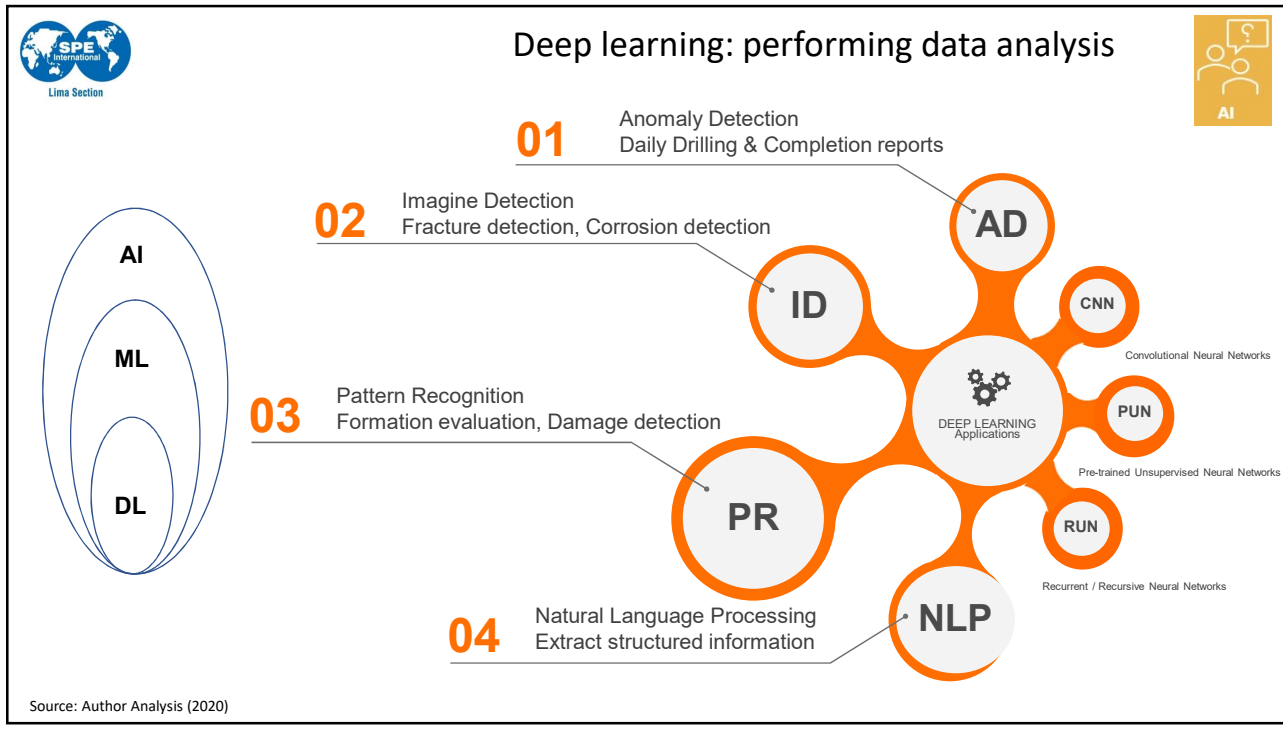 SPE
International
Lima Section
Deep learning: performing data analysis
?
AI
01
Anomaly Detection
Daily Drilling & Completion reports
02
Imagine Detection
Fracture detection, Corrosion detection
03
Pattern Recognition
Formation evaluation, Damage detection
04
Natural Language Processing
Extract structured information
AI
ML
DL
AD
ID
PR
NLP
DEEP LEARNING
Applications
CNN
Convolutional Neural Networks
PUN
Pre-trained Unsupervised Neural Networks
RUN
Recurrent / Recursive Neural Networks
Source: Author Analysis (2020)